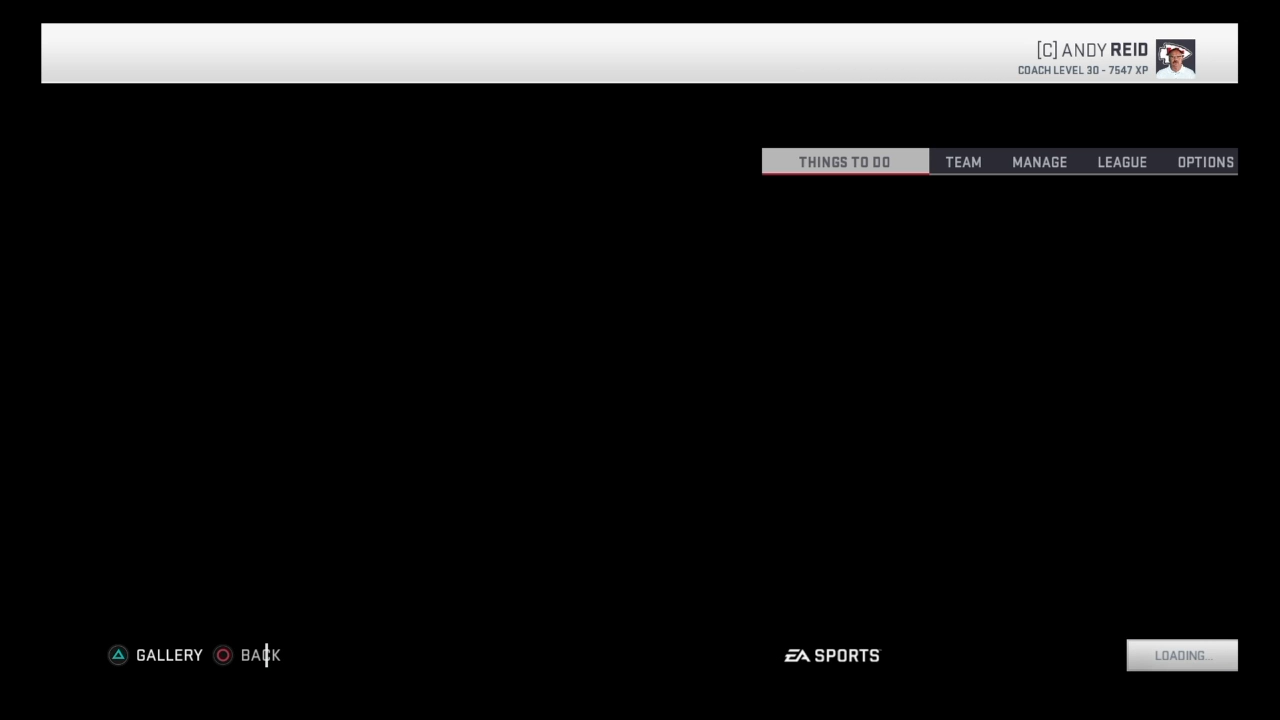 [C] ANDY REID
COACH LEVEL 30 - 7547 XP
THINGS TO DO TEAM MANAGE LEAGUE OPTIONS
GALLERY BACK EA SPORTS LOADING...